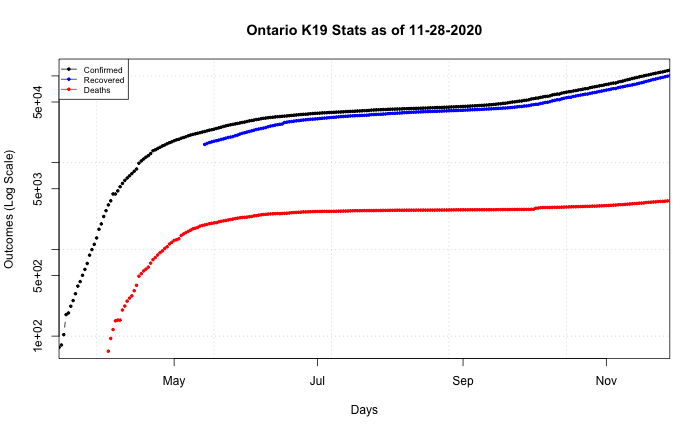 Ontario K19 Stats as of 11-28-2020
Confirmed
Recovered
Deaths
Outcomes (Log Scale)
5e+04
5e+03
5e+02
1e+02
May
Jul
Sep
Nov
Days